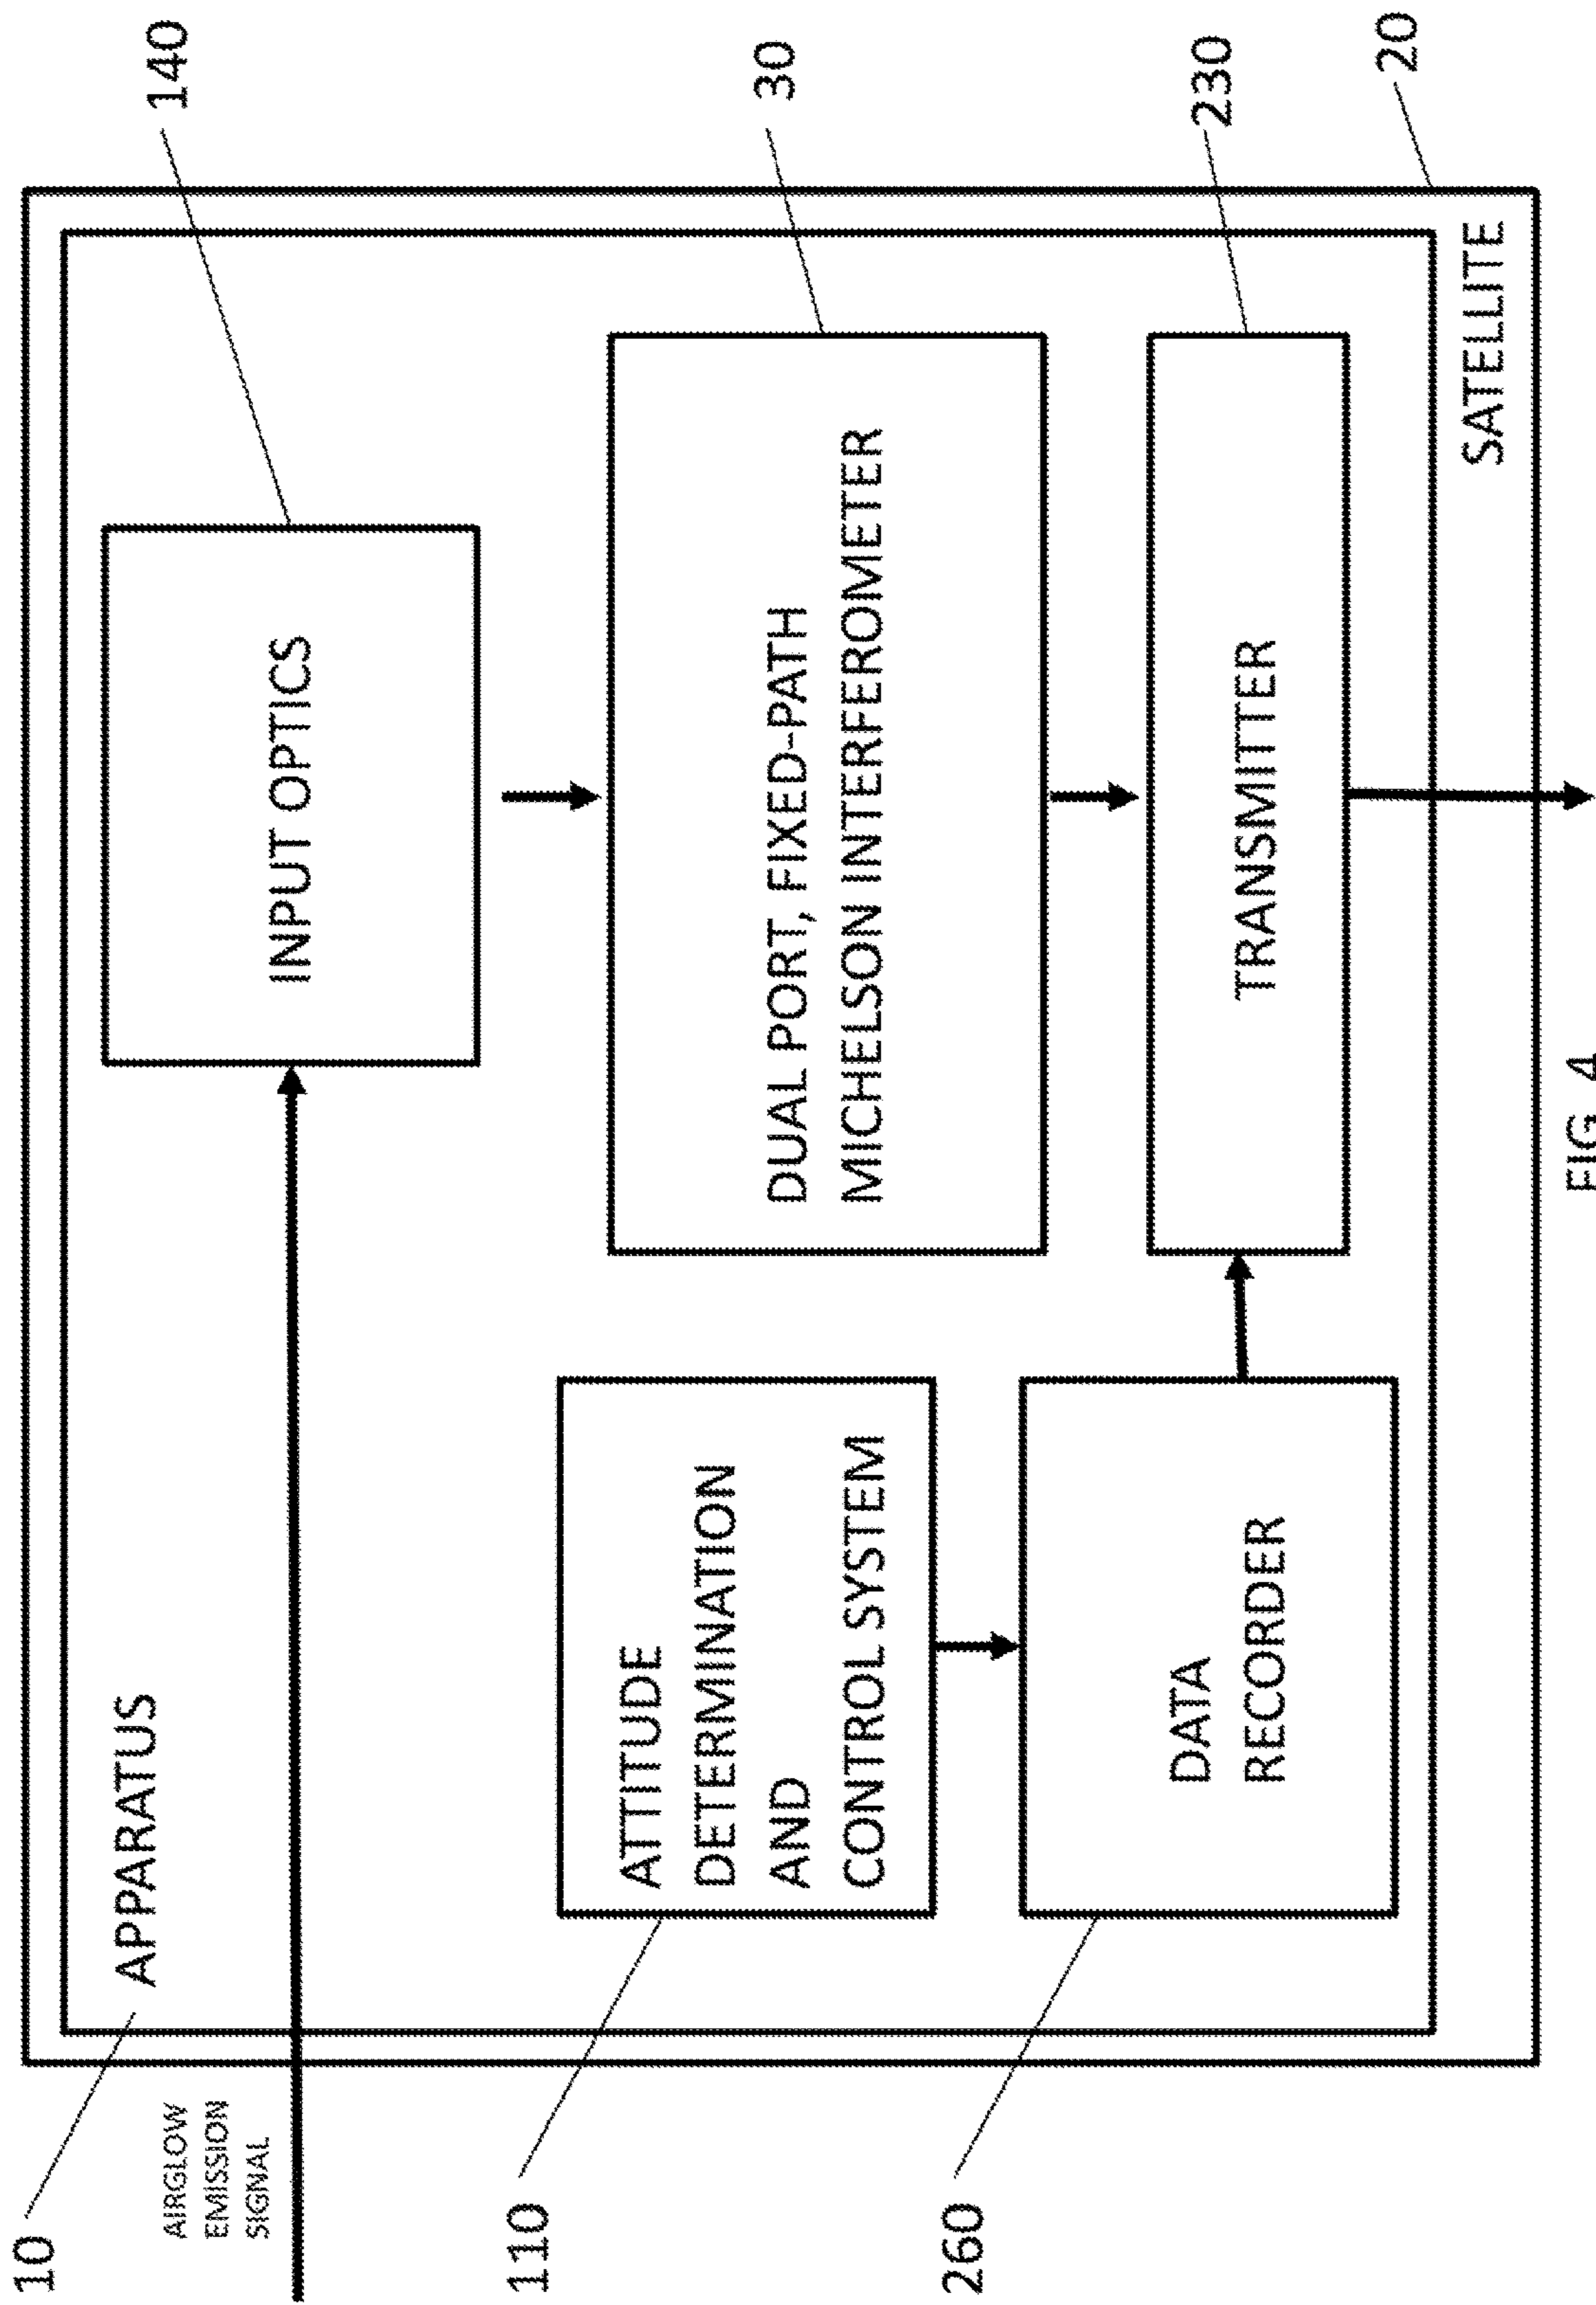 10
APPARATUS
140
AIRGLOW
EMISSION
SIGNAL
INPUT OPTICS
110
ATTITUDE
DETERMINATION
AND
CONTROL SYSTEM
DUAL PORT, FIXED-PATH
MICHELSON INTERFEROMETER
30
260
DATA
RECORDER
TRANSMITTER
230
SATELLITE
20
FIG. 4